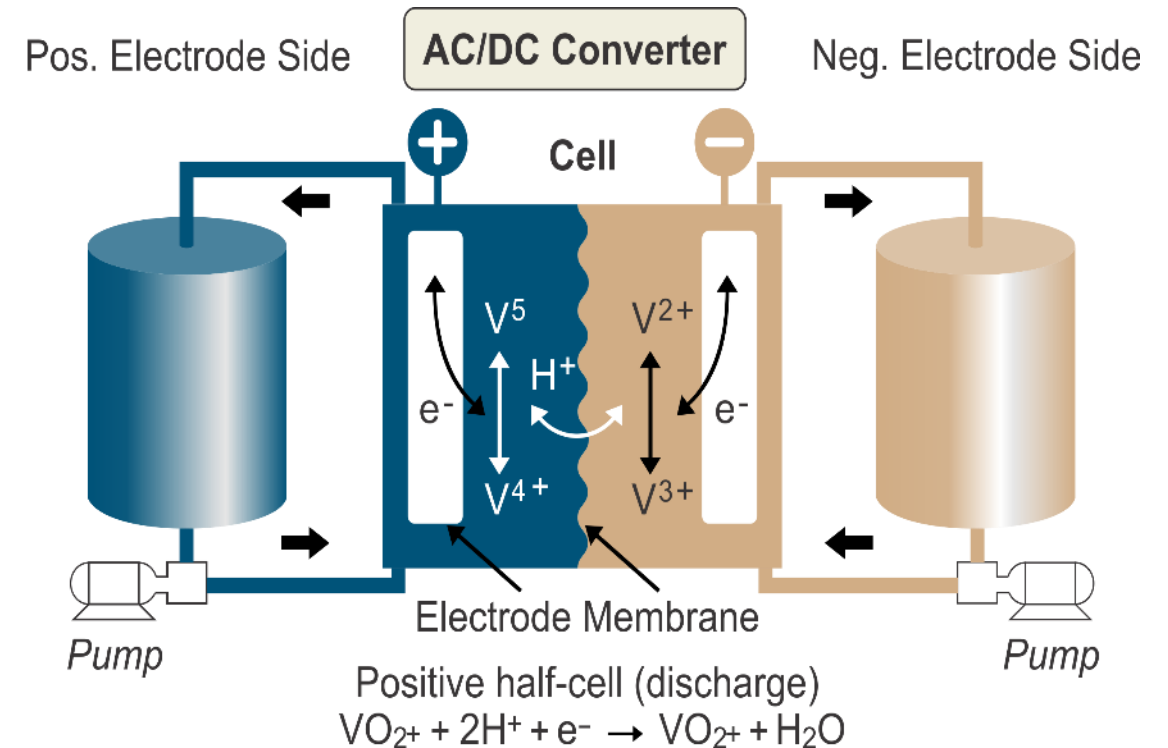 Pos. Electrode Side
AC/DC Converter
Neg. Electrode Side
+
Cell
−
V⁵
V²⁺
H⁺
e⁻
e⁻
V⁴⁺
V³⁺
Electrode Membrane
Pump
Pump
Positive half-cell (discharge)
VO₂₊ + 2H⁺ + e⁻ → VO₂₊ + H₂O